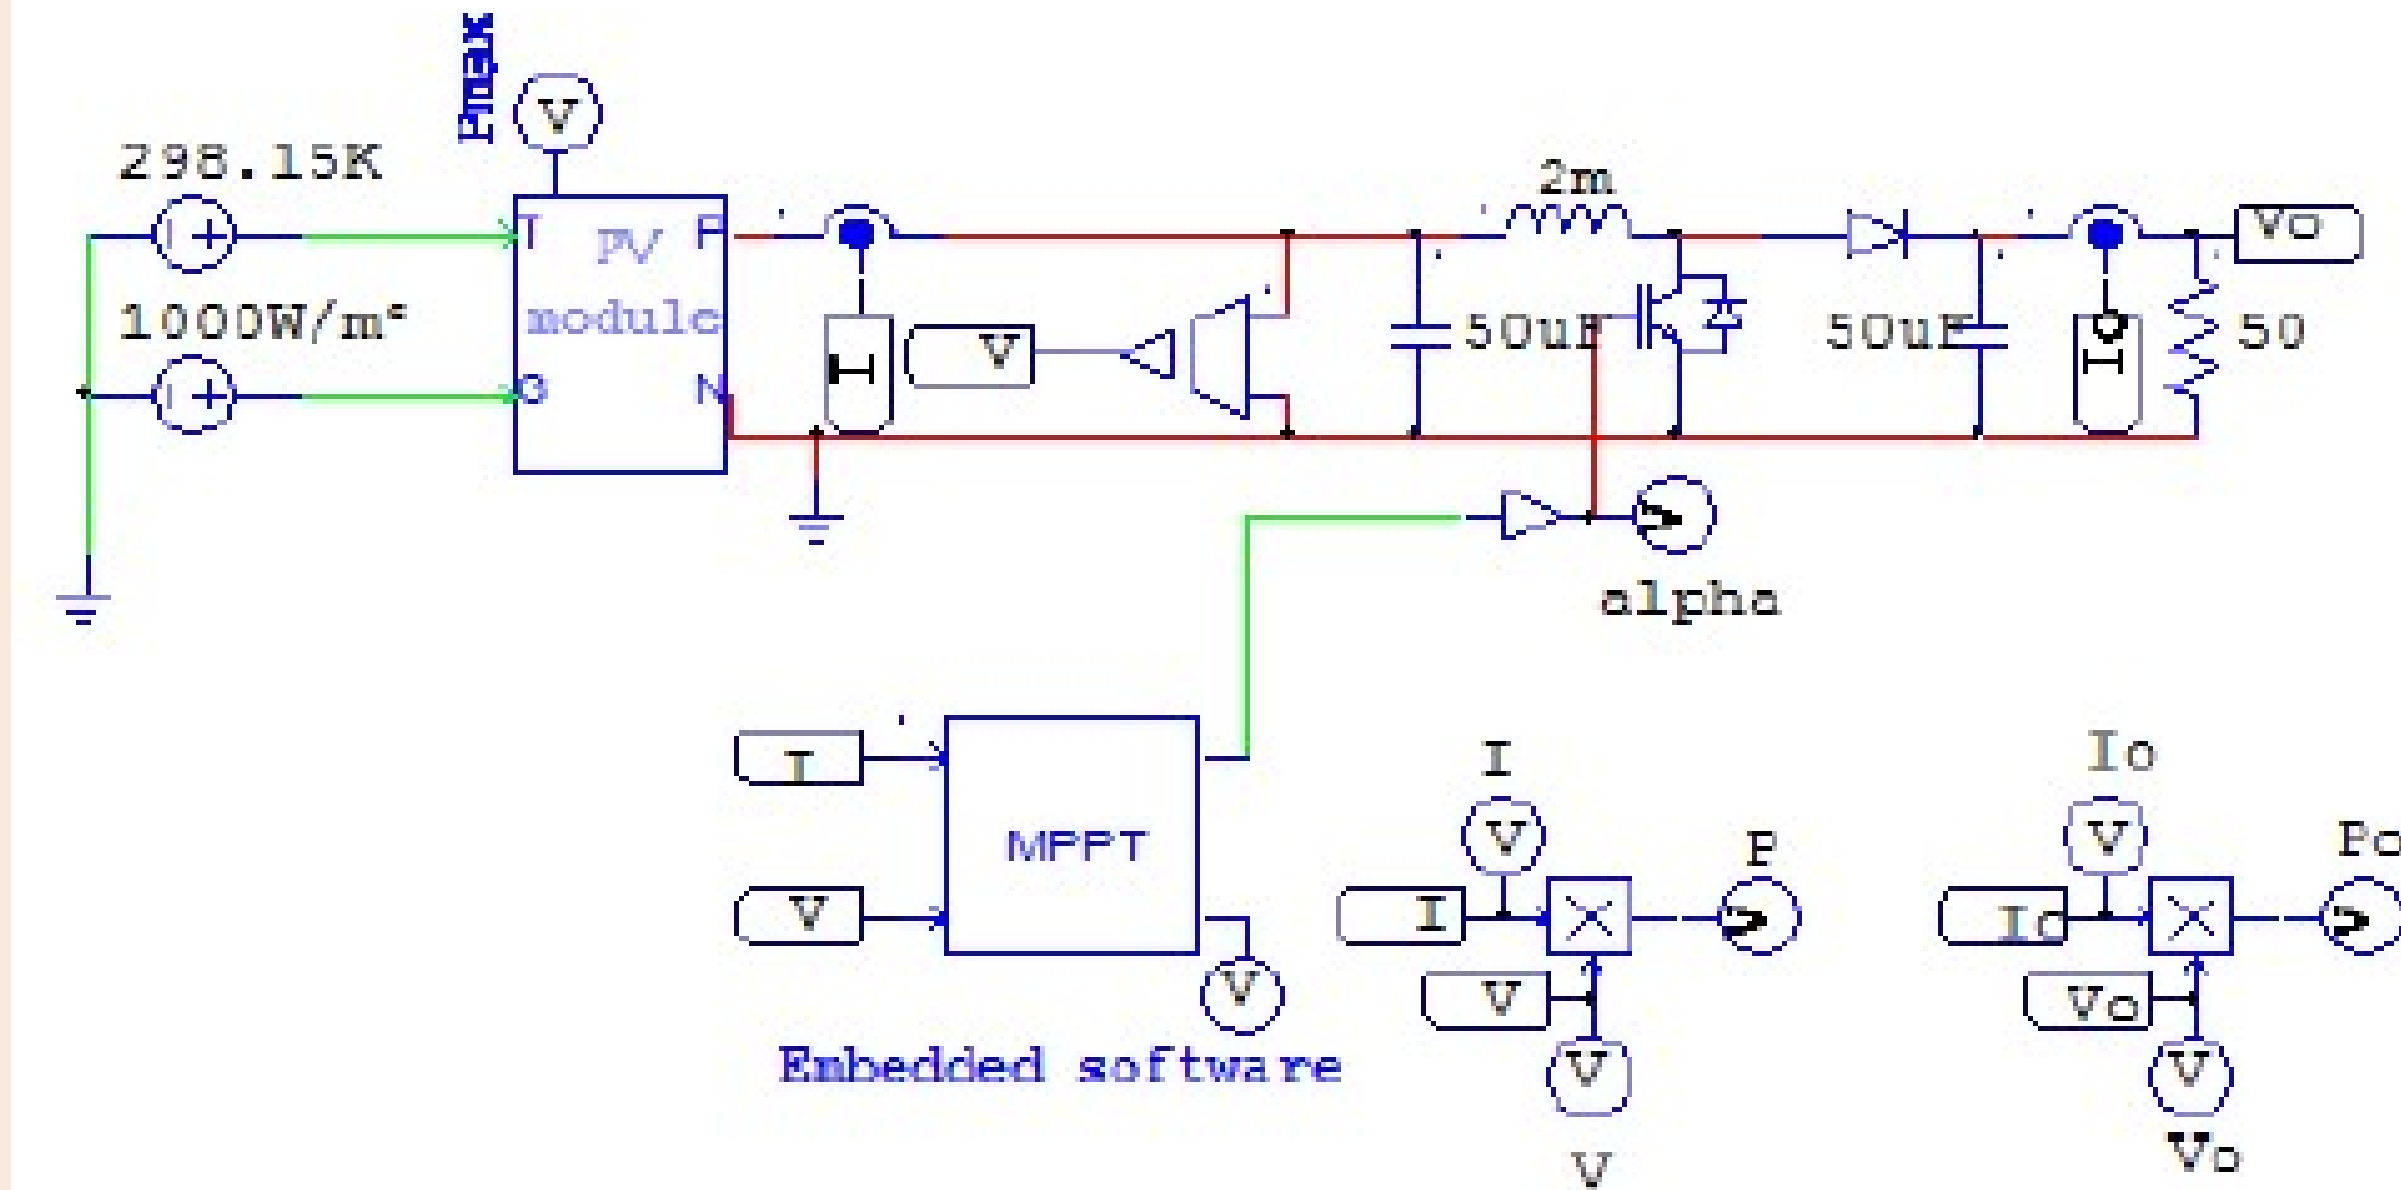 Pmax
V
298.15K
T
PV
module
P
1000W/m²
G
N
I
V
50uF
2m
50uF
Io
50
Vo
alpha
I
V
MPPT
V
Embedded software
I
V
I
P
V
V
V
Io
V
Io
Po
Vo
V
Vo